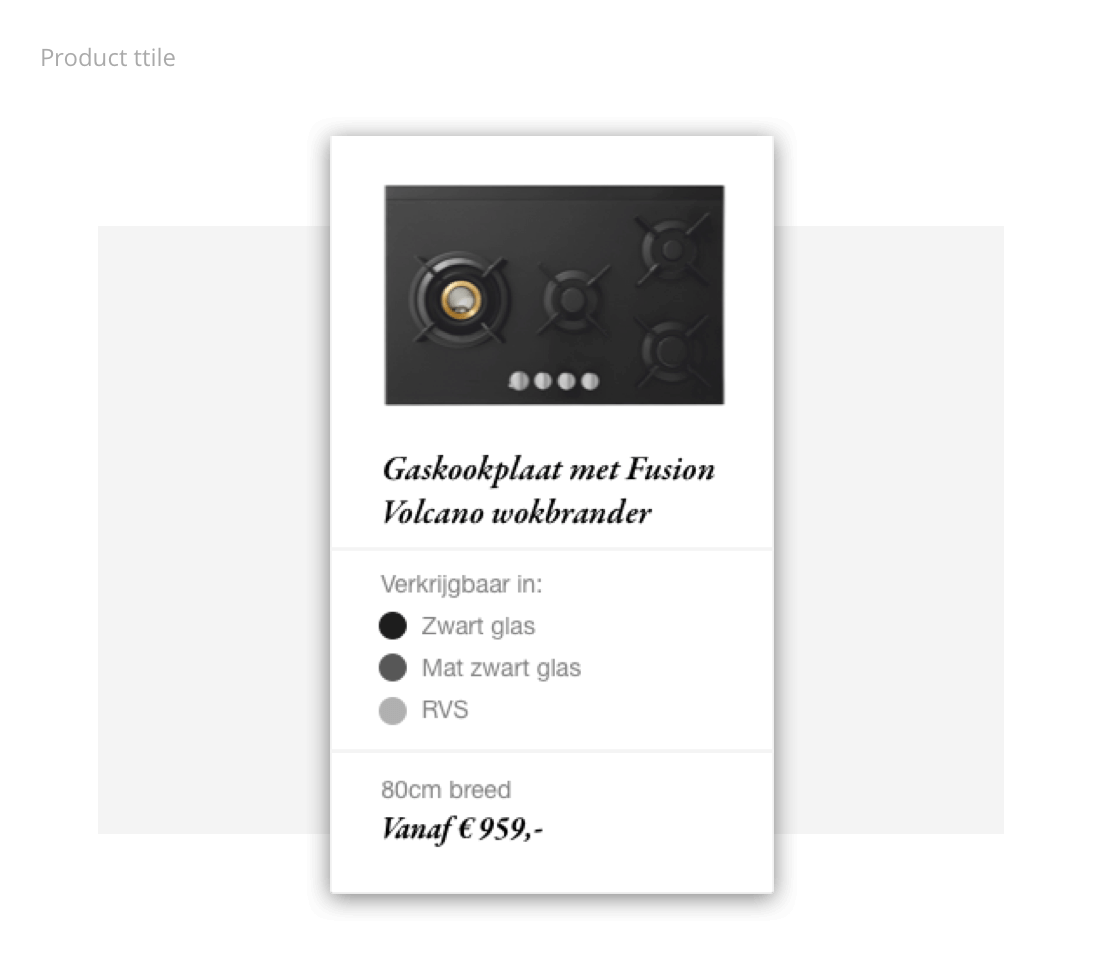 Product ttile
Gaskookplaat met Fusion
Volcano wokbrander
Verkrijgbaar in:
Zwart glas
Mat zwart glas
RVS
80cm breed
Vanaf € 959,-